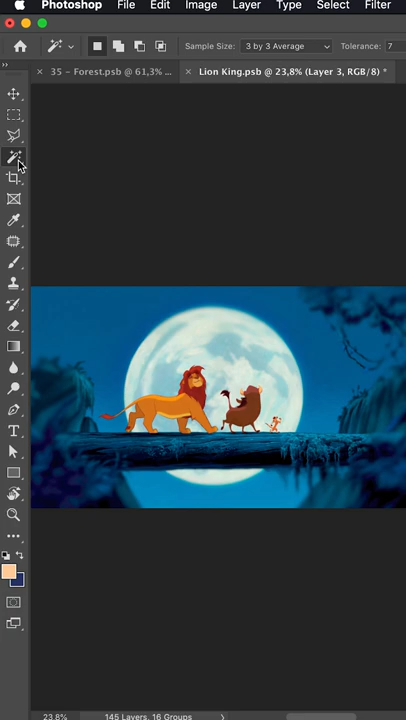 Photoshop File Edit Image Layer Type Select Filter
Sample Size: 3 by 3 Average Tolerance: 7
× 35 – Forest.psb @ 61,3% ... × Lion King.psb @ 23,8% (Layer 3, RGB/8) *
T
23,8% 145 Layers, 16 Groups